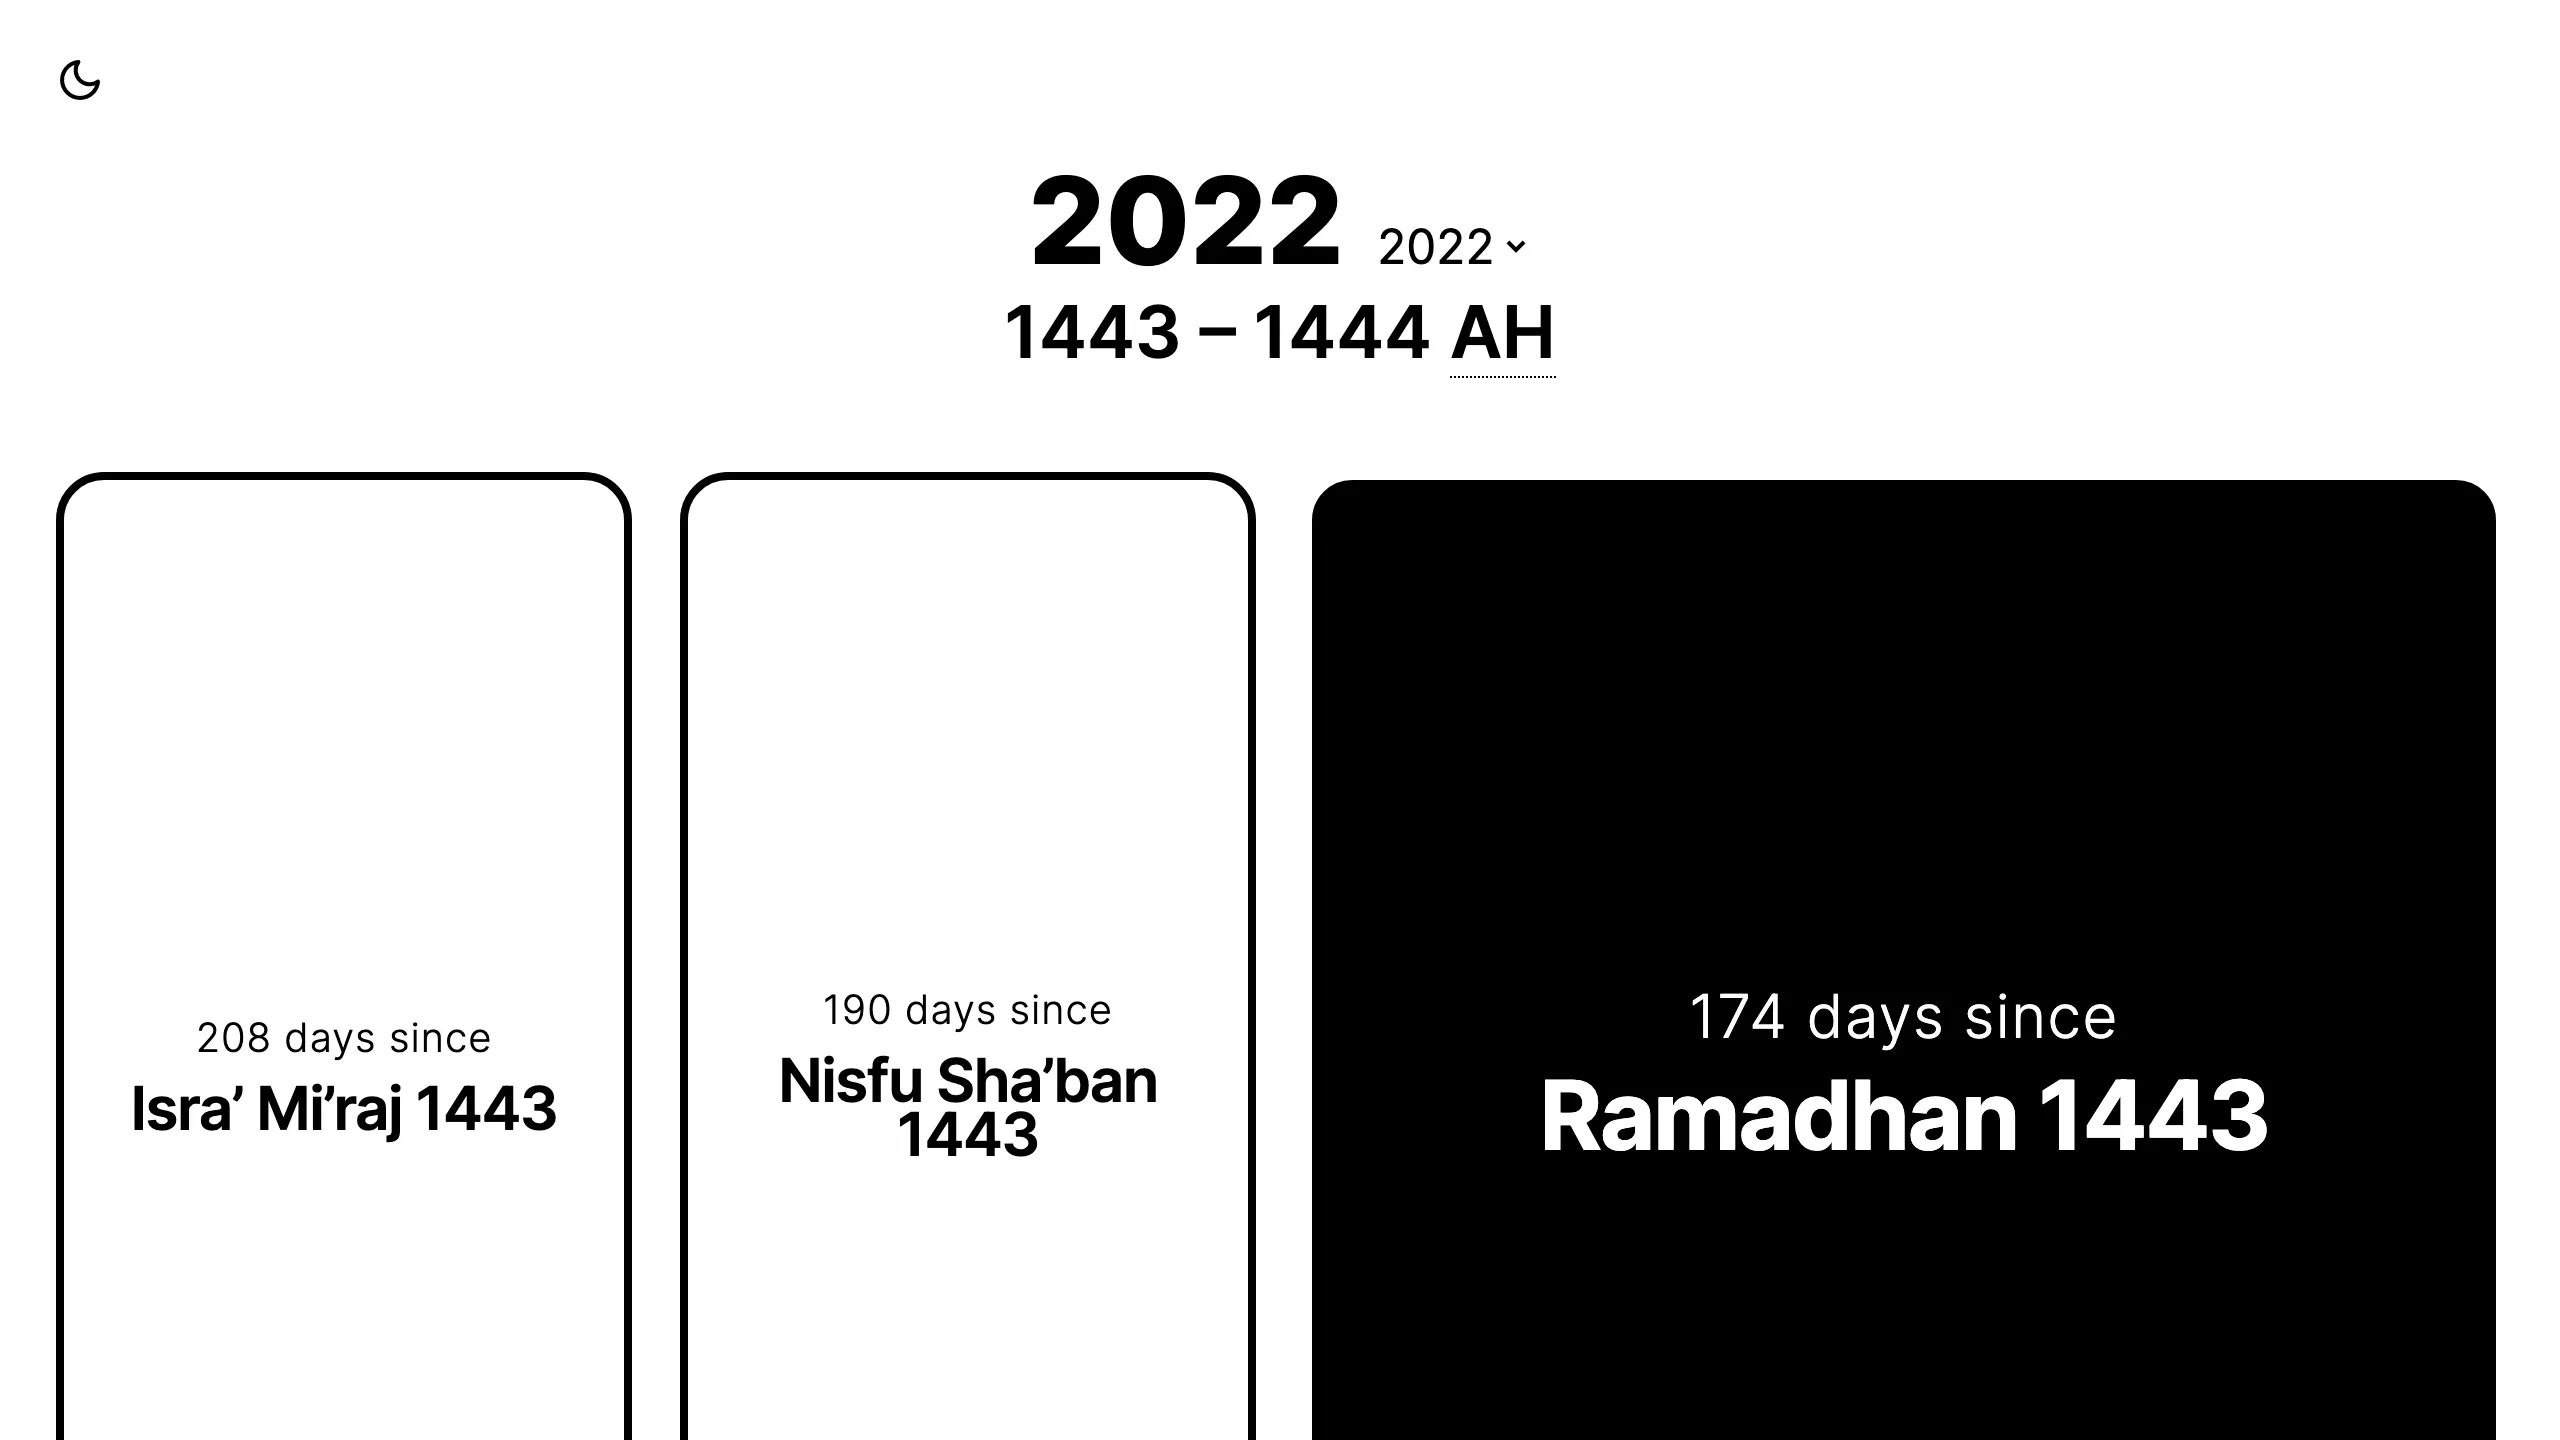 2022 2022
1443 – 1444 AH
208 days since
Isra’ Mi’raj 1443
190 days since
Nisfu Sha’ban
1443
174 days since
Ramadhan 1443